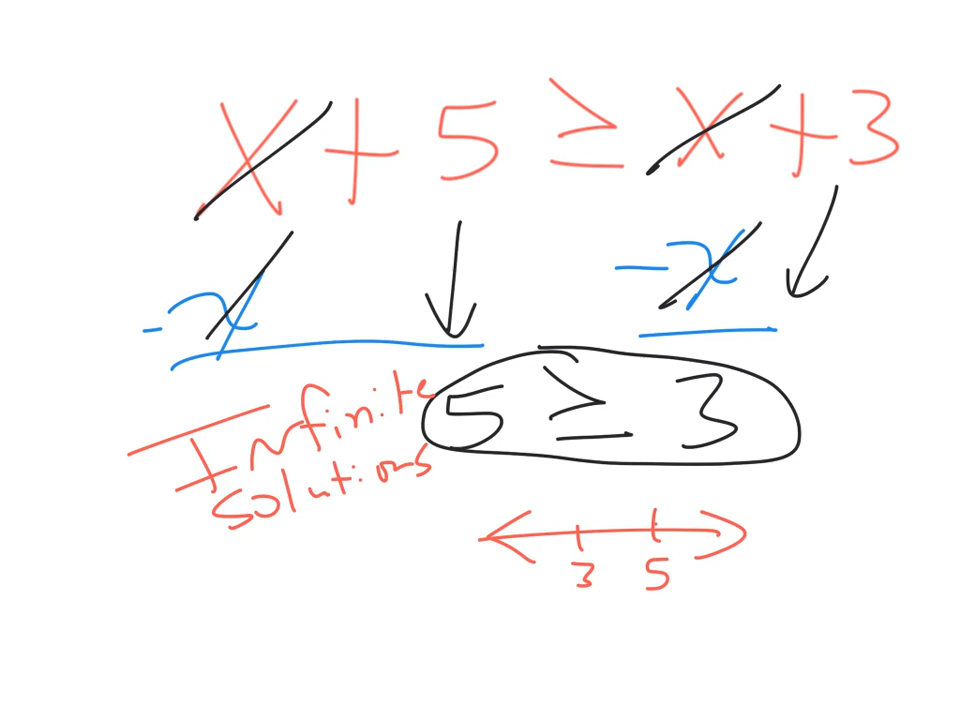 x + 5 ≥ x + 3
-x -x
5 ≥ 3
Infinite
solutions
3 5